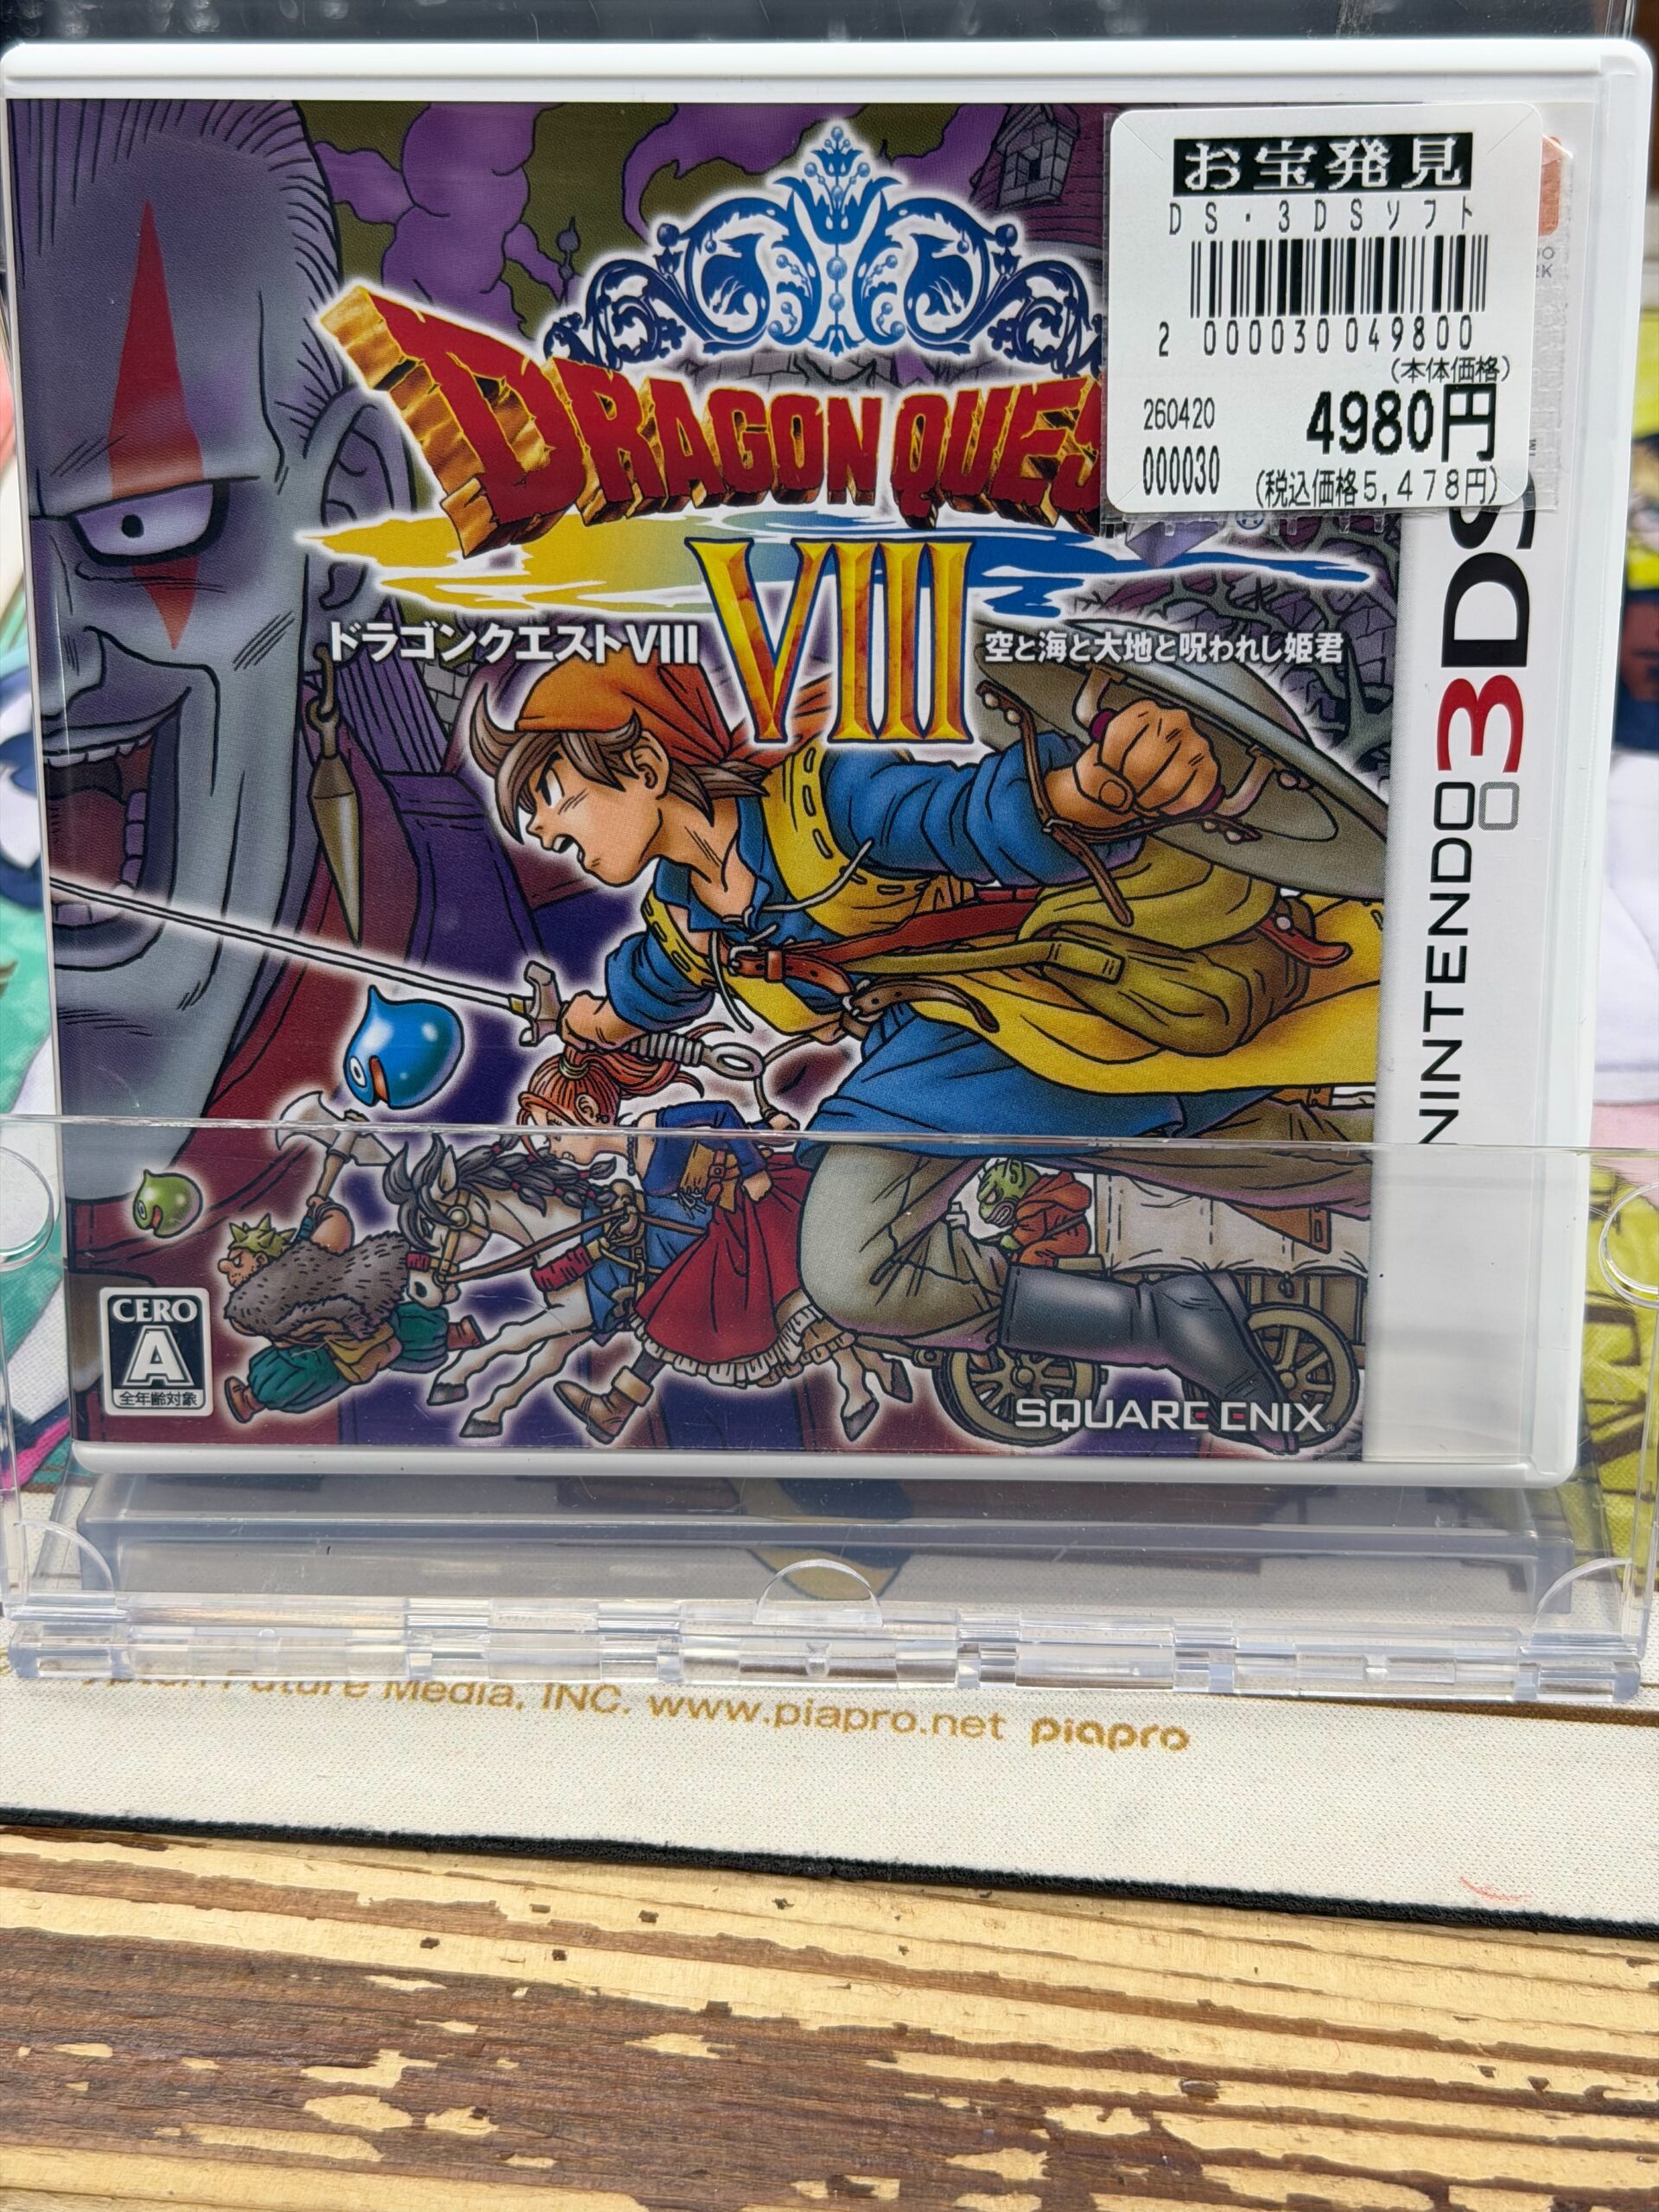 お宝発見
DS・3DSソフト
2 000030 049800
(本体価格)
260420
4980円
000030
(税込価格5,478円)
DRAGON QUES
VIII
ドラゴンクエストVIII
空と海と大地と呪われし姫君
NINTENDO 3DS
CERO
A
全年齢対象
SQUARE ENIX
Future Media, INC. www.piapro.net piapro